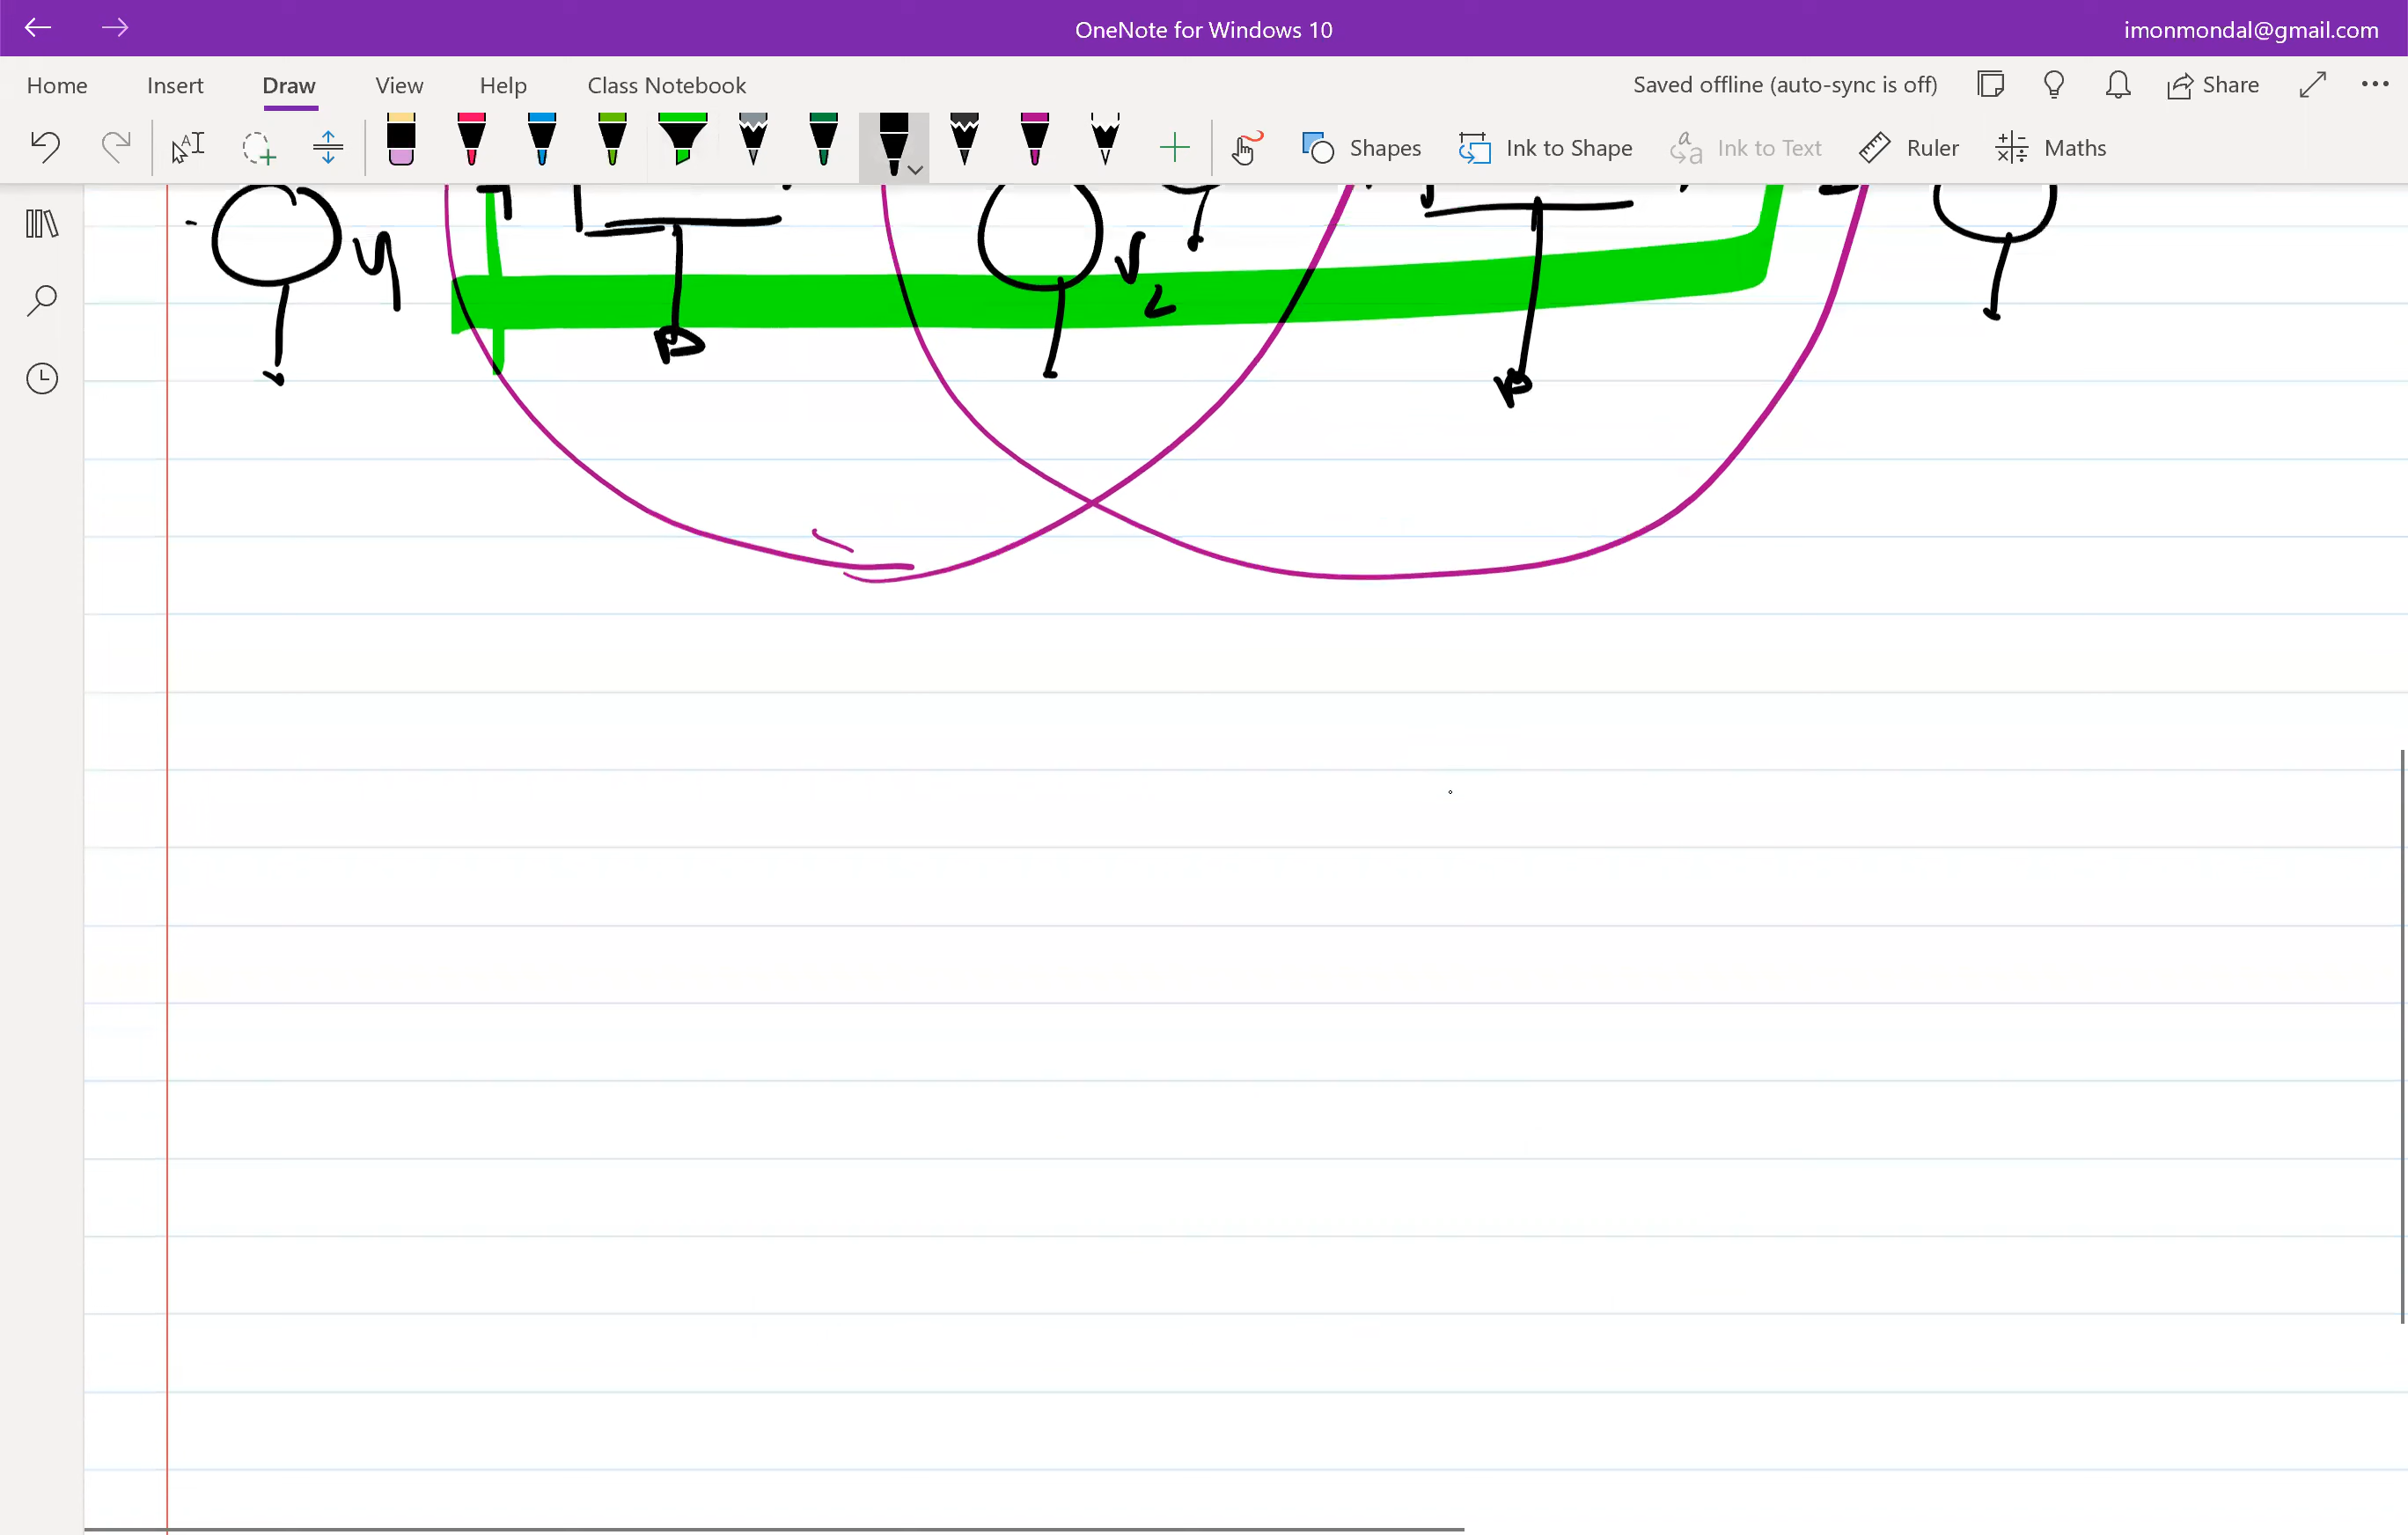 OneNote for Windows 10
imonmondal@gmail.com
Home Insert Draw View Help Class Notebook
Saved offline (auto-sync is off) Share
Shapes Ink to Shape Ink to Text Ruler Maths
V2